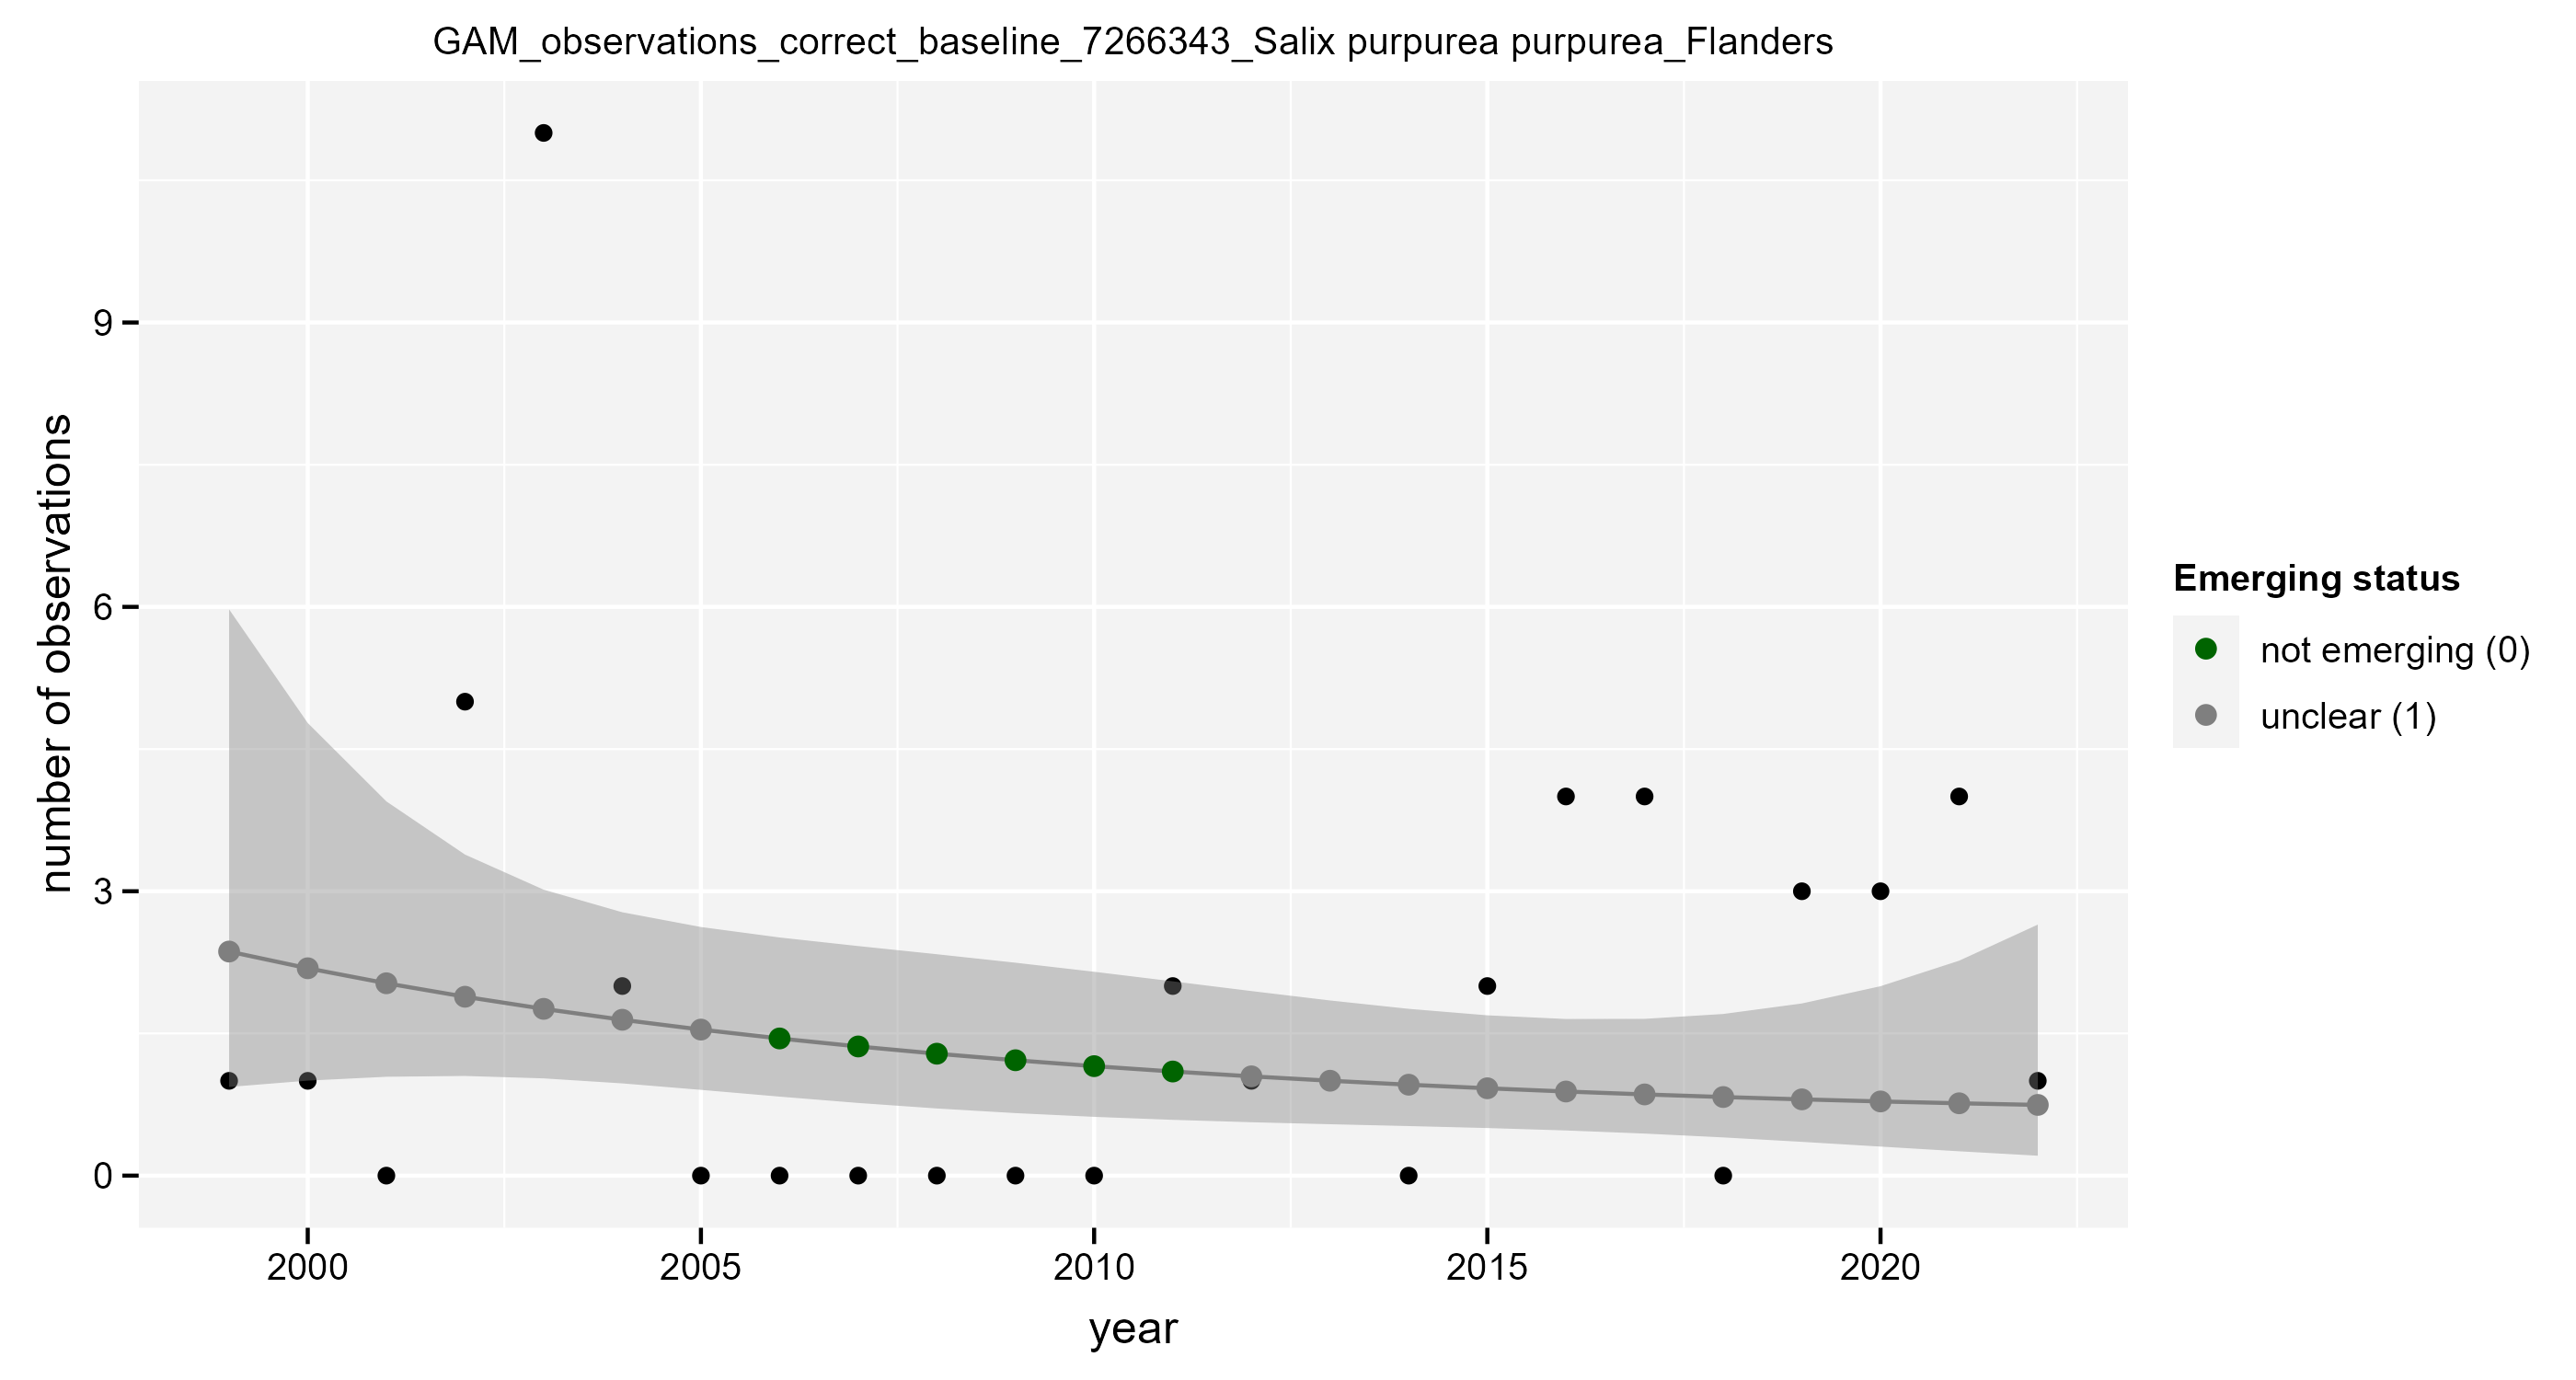 GAM_observations_correct_baseline_7266343_Salix purpurea purpurea_Flanders
number of observations
9
6
3
0
2000 2005 2010 2015 2020
year
Emerging status
not emerging (0)
unclear (1)